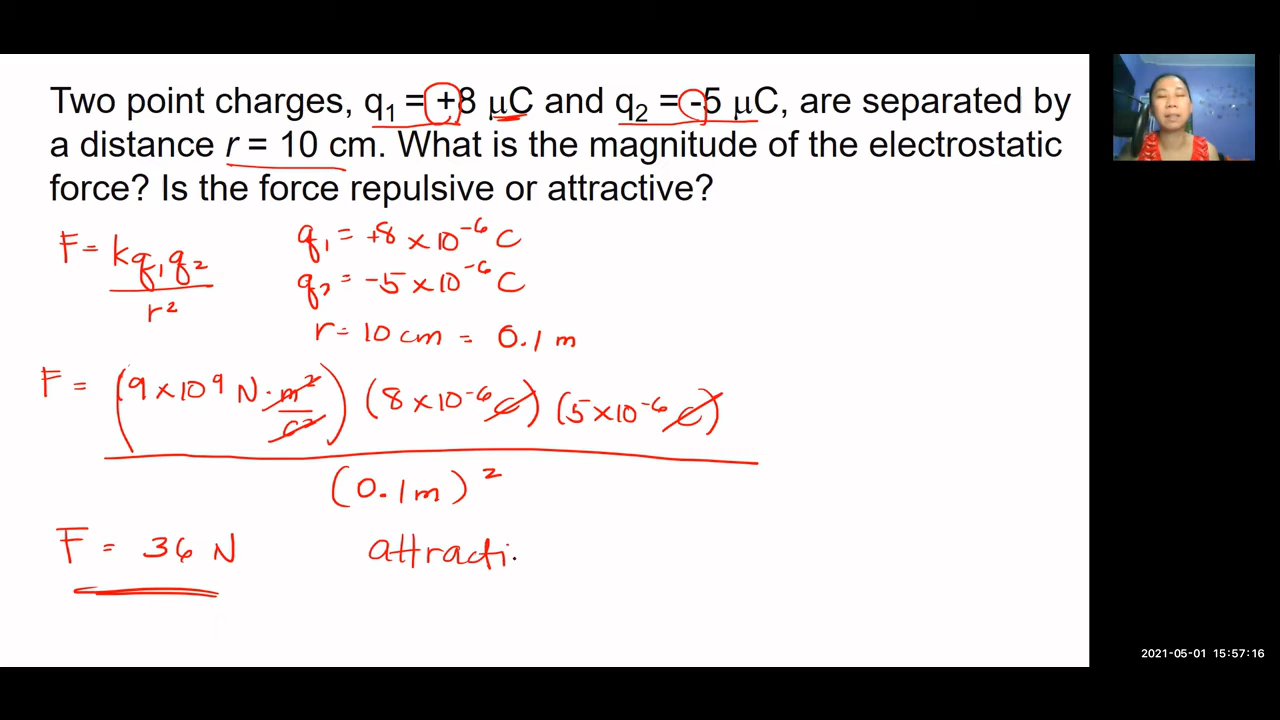 Two point charges, q₁ = +8 μC and q₂ = -5 μC, are separated by
a distance r = 10 cm. What is the magnitude of the electrostatic
force? Is the force repulsive or attractive?
F = kq₁q₂ / r²
q₁ = +8 × 10⁻⁶ C
q₂ = -5 × 10⁻⁶ C
r = 10 cm = 0.1 m
F = (9 × 10⁹ N · m² / C²) (8 × 10⁻⁶ C) (5 × 10⁻⁶ C)
(0.1 m)²
F = 36 N attracti
2021-05-01 15:57:16